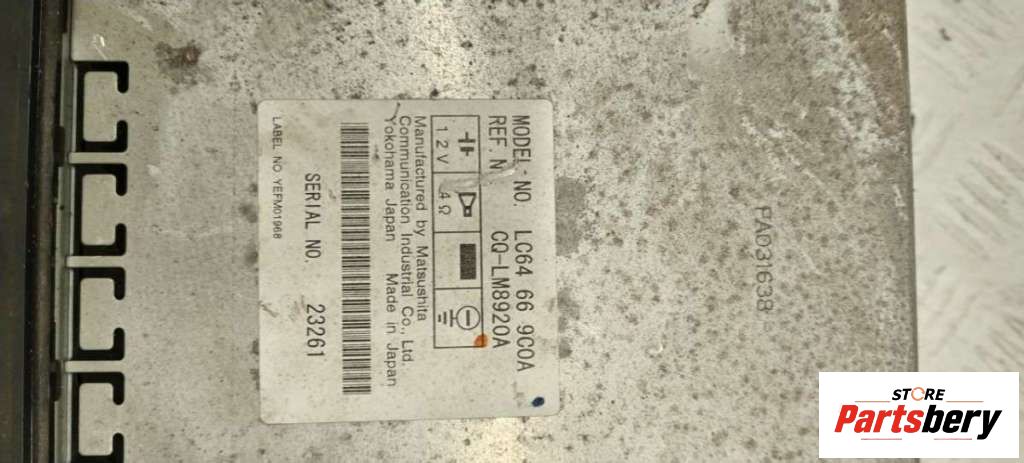 MODEL-NO. LC64 66 9C0A
REF. N CQ-LM8920A
12V 4Ω
Manufactured by Matsushita
Communication Industrial Co., Ltd.
Yokohama Japan Made in Japan
SERIAL NO. 23261
LABEL NO YEFM01968
FA031638
STORE
Partsbery